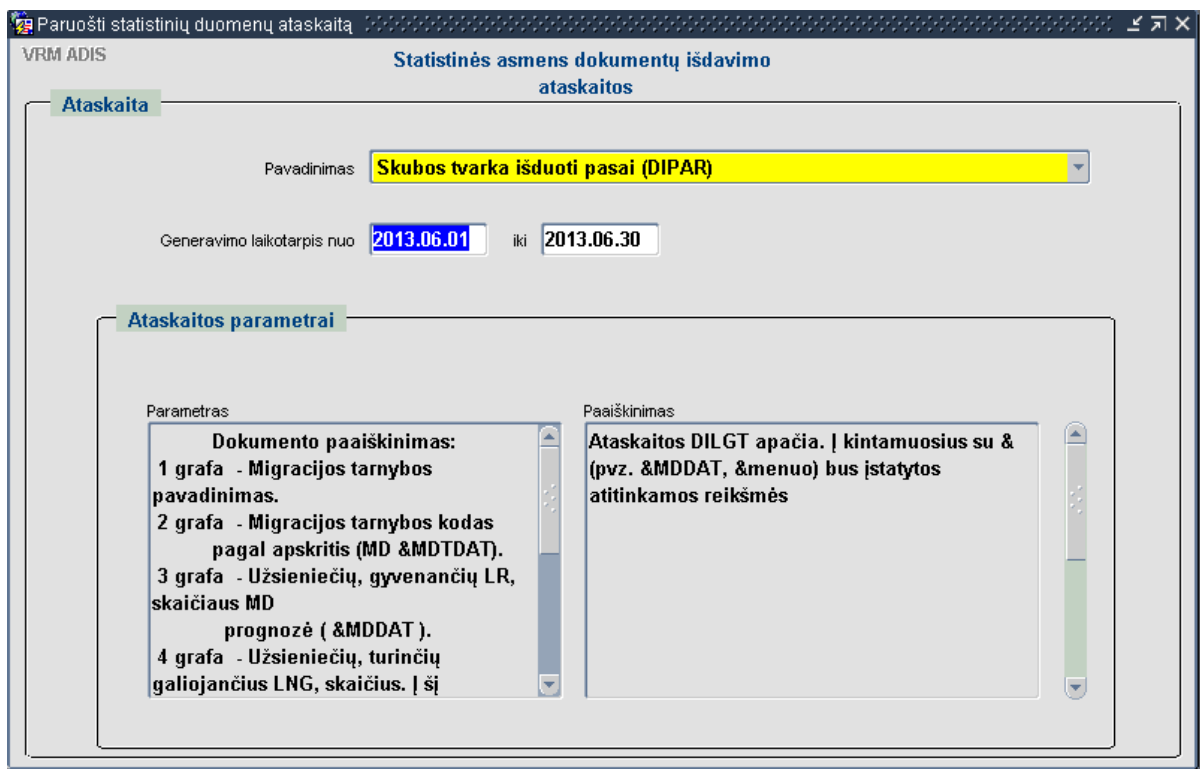 Paruošti statistinių duomenų ataskaitą
VRM ADIS
Statistinės asmens dokumentų išdavimo
ataskaitos
Ataskaita
Pavadinimas Skubos tvarka išduoti pasai (DIPAR)
Generavimo laikotarpis nuo 2013.06.01 iki 2013.06.30
Ataskaitos parametrai
Parametras
Dokumento paaiškinimas:
1 grafa - Migracijos tarnybos
pavadinimas.
2 grafa - Migracijos tarnybos kodas
pagal apskritis (MD &MDTDAT).
3 grafa - Užsieniečių, gyvenančių LR,
skaičiaus MD
prognozė ( &MDDAT ).
4 grafa - Užsieniečių, turinčių
galiojančius LNG, skaičius. Į šį
Paaiškinimas
Ataskaitos DILGT apačia. Į kintamuosius su &
(pvz. &MDDAT, &menuo) bus įstatytos
atitinkamos reikšmės